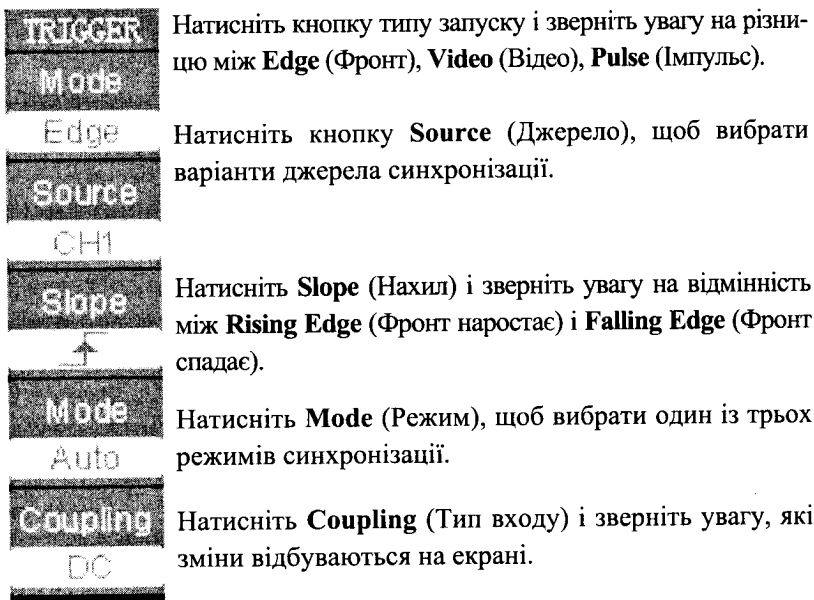 TRIGGER
Mode
Edge
Source
CH1
Slope
Mode
Auto
Coupling
DC
Натисніть кнопку типу запуску і зверніть увагу на різни-
цю між Edge (Фронт), Video (Відео), Pulse (Імпульс).
Натисніть кнопку Source (Джерело), щоб вибрати
варіанти джерела синхронізації.
Натисніть Slope (Нахил) і зверніть увагу на відмінність
між Rising Edge (Фронт наростає) і Falling Edge (Фронт
спадає).
Натисніть Mode (Режим), щоб вибрати один із трьох
режимів синхронізації.
Натисніть Coupling (Тип входу) і зверніть увагу, які
зміни відбуваються на екрані.